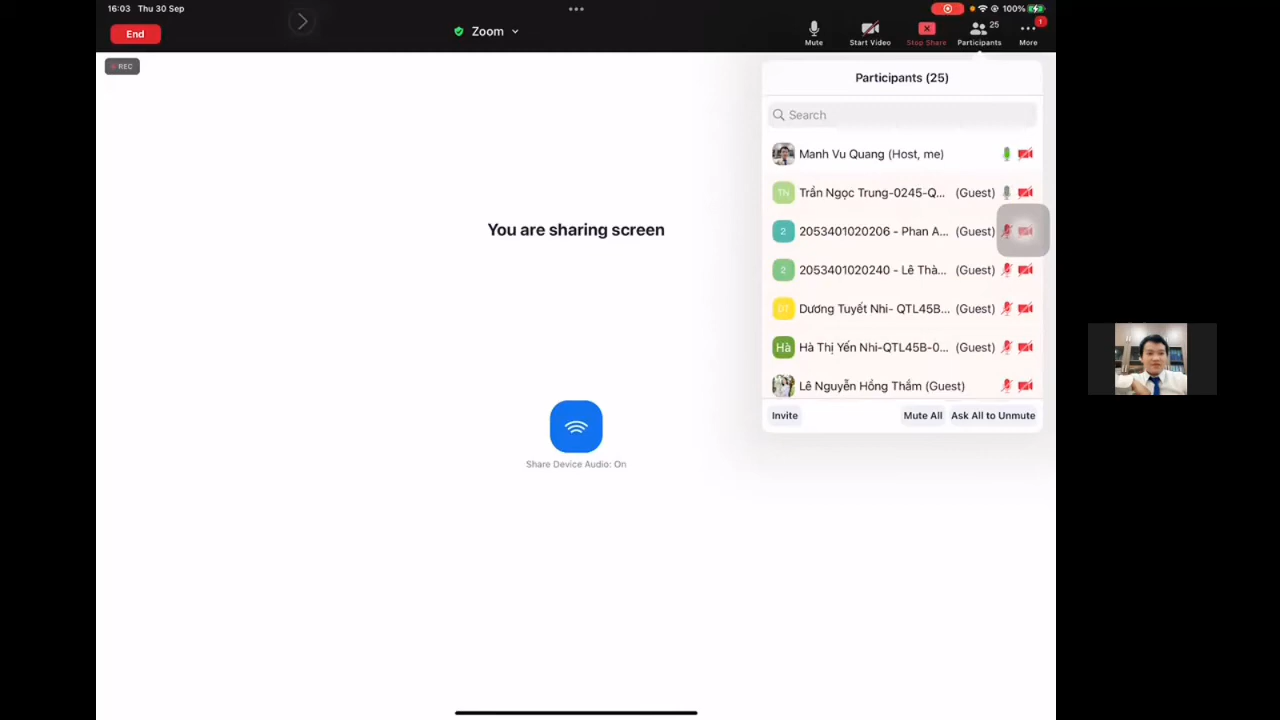 16:03 Thu 30 Sep
100%
End
Zoom
Mute
Start Video
Stop Share
25
Participants
1
More
REC
Participants (25)
Search
Manh Vu Quang (Host, me)
TN Trần Ngọc Trung-0245-Q... (Guest)
2 2053401020206 - Phan A... (Guest)
2 2053401020240 - Lê Thà... (Guest)
DT Dương Tuyết Nhi- QTL45B... (Guest)
Hà Hà Thị Yến Nhi-QTL45B-0... (Guest)
Lê Nguyễn Hồng Thắm (Guest)
Invite
Mute All
Ask All to Unmute
You are sharing screen
Share Device Audio: On